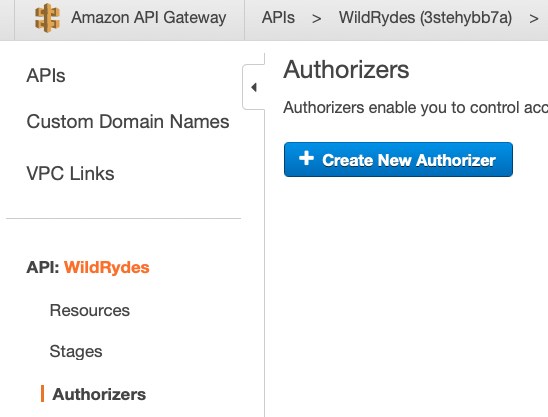 Amazon API Gateway APIs > WildRydes (3stehybb7a) >
APIs
Custom Domain Names
VPC Links
API: WildRydes
Resources
Stages
Authorizers
Authorizers
Authorizers enable you to control acc
+ Create New Authorizer